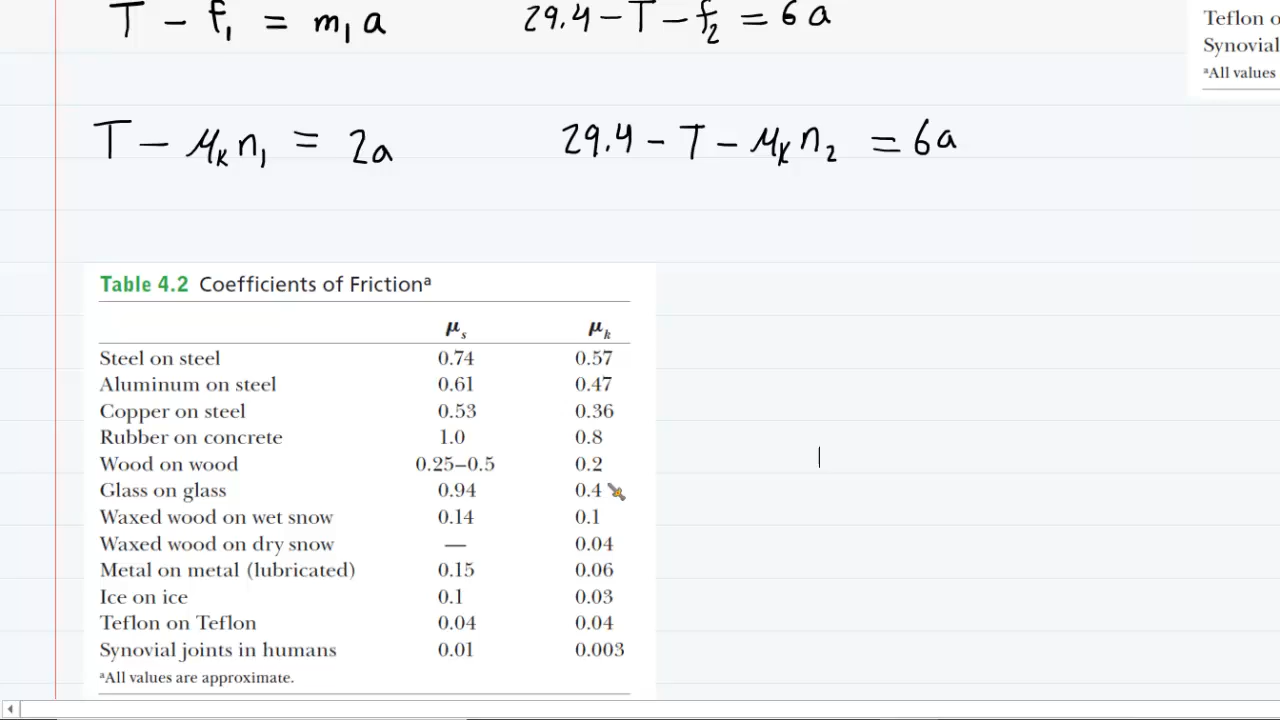 T - f₁ = m₁a
29.4 - T - f₂ = 6a
Teflon o
Synovial
ᵃAll values
T - μₖn₁ = 2a
29.4 - T - μₖn₂ = 6a
Table 4.2 Coefficients of Frictionᵃ
μₛ μₖ
Steel on steel 0.74 0.57
Aluminum on steel 0.61 0.47
Copper on steel 0.53 0.36
Rubber on concrete 1.0 0.8
Wood on wood 0.25–0.5 0.2
Glass on glass 0.94 0.4
Waxed wood on wet snow 0.14 0.1
Waxed wood on dry snow — 0.04
Metal on metal (lubricated) 0.15 0.06
Ice on ice 0.1 0.03
Teflon on Teflon 0.04 0.04
Synovial joints in humans 0.01 0.003
ᵃAll values are approximate.